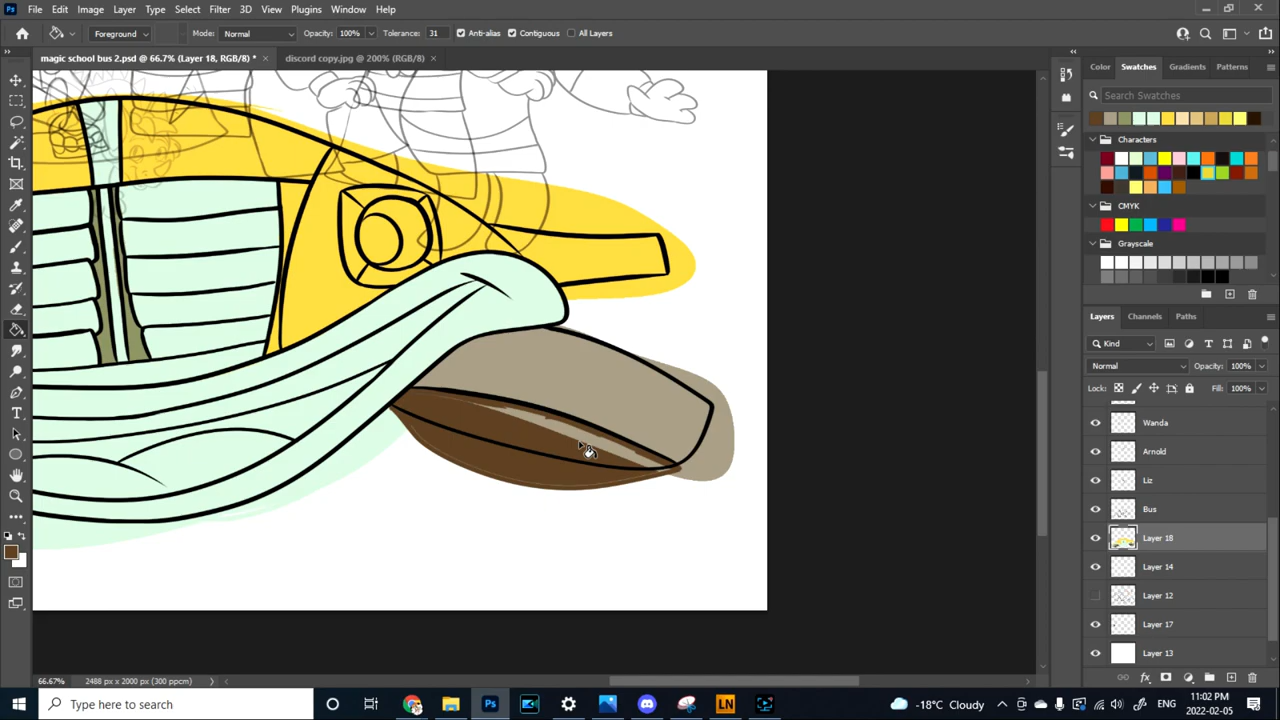 Ps File Edit Image Layer Type Select Filter 3D View Plugins Window Help
Foreground Mode: Normal Opacity: 100% Tolerance: 31 Anti-alias Contiguous All Layers
magic school bus 2.psd @ 66.7% (Layer 18, RGB/8) * × discord copy.jpg @ 200% (RGB/8) ×
Color Swatches Gradients Patterns
Search Swatches
Characters
CMYK
Grayscale
Layers Channels Paths
Kind
Normal Opacity: 100%
Lock: Fill: 100%
Wanda
Arnold
Liz
Bus
Layer 18
Layer 14
Layer 12
Layer 17
Layer 13
66.67% 2488 px x 2000 px (300 ppcm)
Type here to search
Ps LN -18°C Cloudy ENG 11:02 PM 2022-02-05